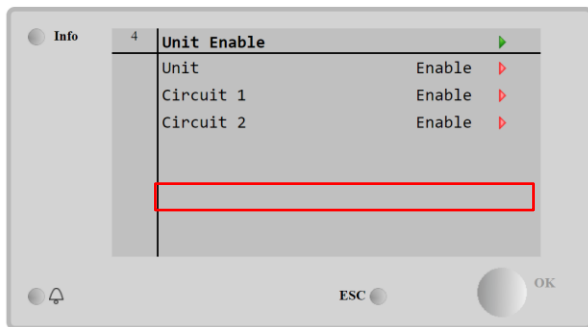 Info
4 Unit Enable
Unit Enable
Circuit 1 Enable
Circuit 2 Enable
ESC
OK